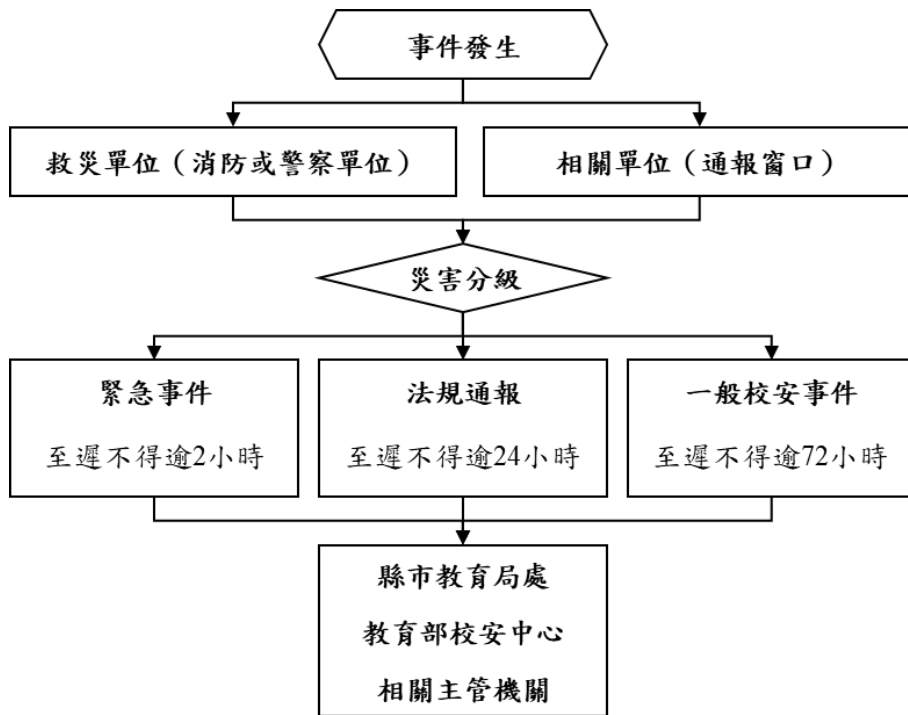 事件發生
救災單位（消防或警察單位）
相關單位（通報窗口）
災害分級
緊急事件
至遲不得逾2小時
法規通報
至遲不得逾24小時
一般校安事件
至遲不得逾72小時
縣市教育局處
教育部校安中心
相關主管機關